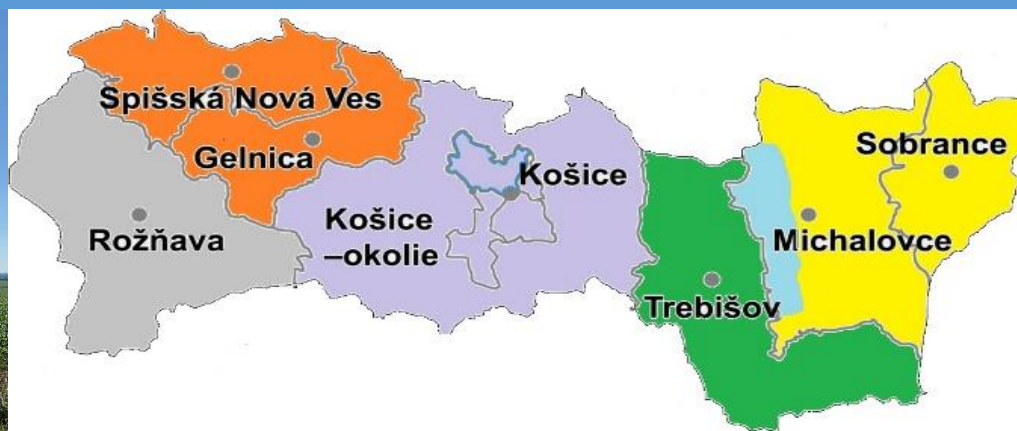 Spišská Nová Ves
Gelnica
Rožňava
Košice
Košice
–okolie
Trebišov
Michalovce
Sobrance